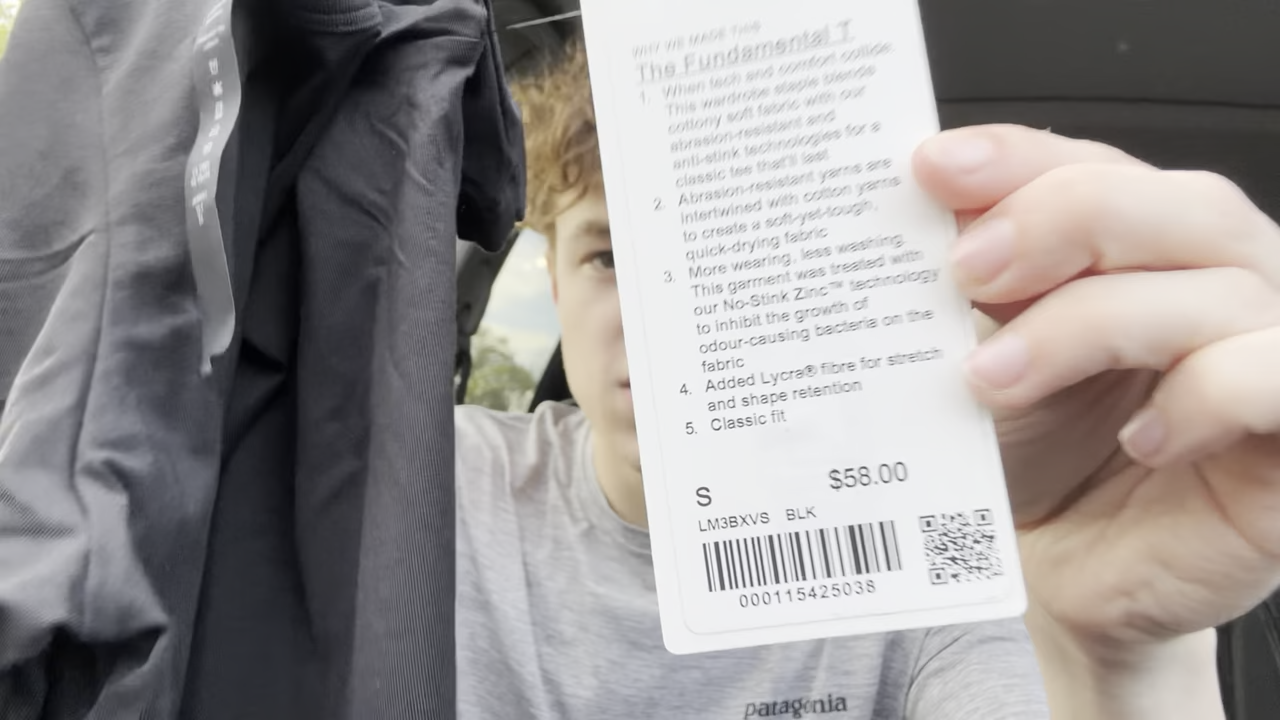 WHY WE MADE THIS
The Fundamental T
1. When tech and comfort collide.
This wardrobe staple blends
cottony soft fabric with our
abrasion-resistant and
anti-stink technologies for a
classic tee that'll last
2. Abrasion-resistant yarns are
intertwined with cotton yarns
to create a soft-yet-tough,
quick-drying fabric
3. More wearing, less washing.
This garment was treated with
our No-Stink Zinc™ technology
to inhibit the growth of
odour-causing bacteria on the
fabric
4. Added Lycra® fibre for stretch
and shape retention
5. Classic fit
S $58.00
LM3BXVS BLK
000115425038
patagonia